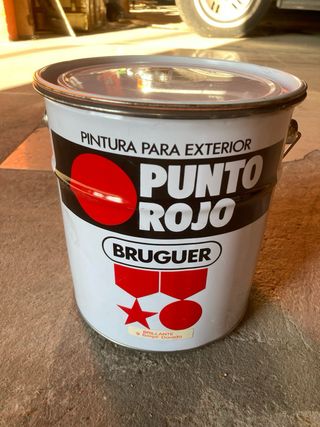 PINTURA PARA EXTERIOR
PUNTO
ROJO
BRUGUER
BRILLANTE